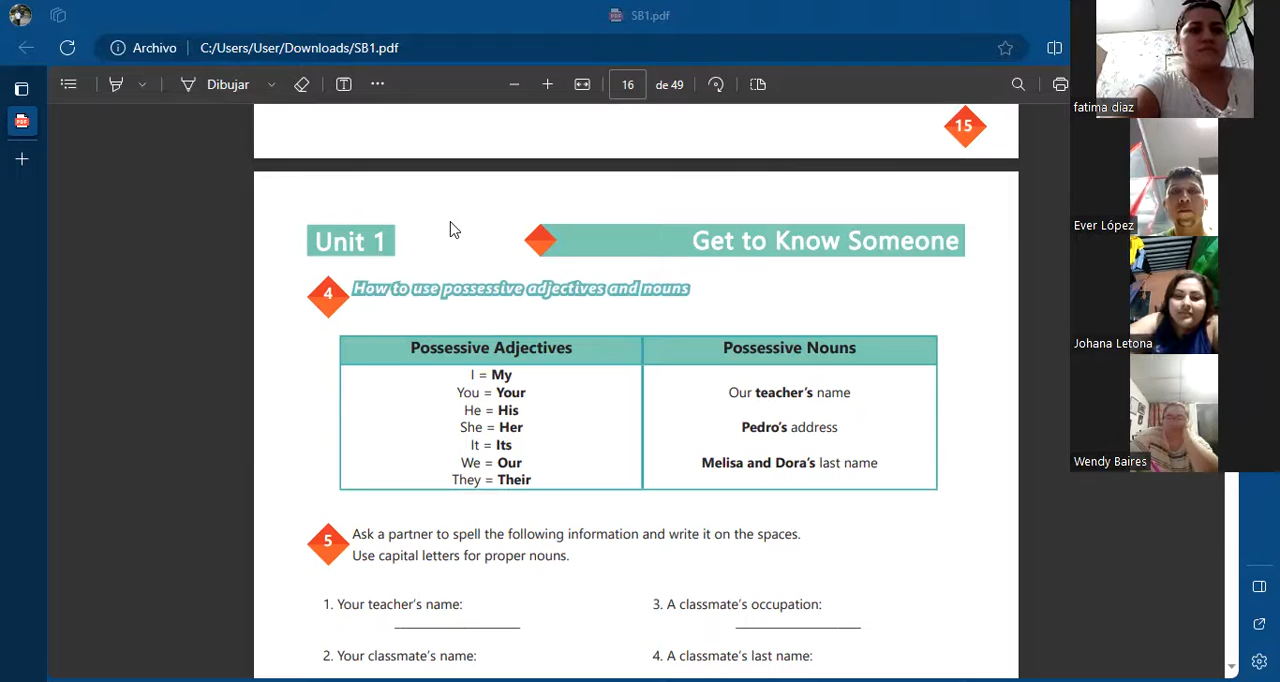 SB1.pdf
Archivo
C:/Users/User/Downloads/SB1.pdf
Dibujar
16
de 49
15
Unit 1
Get to Know Someone
4
How to use possessive adjectives and nouns
Possessive Adjectives
Possessive Nouns
I = My
You = Your
He = His
She = Her
It = Its
We = Our
They = Their
Our teacher's name
Pedro's address
Melisa and Dora's last name
5
Ask a partner to spell the following information and write it on the spaces.
Use capital letters for proper nouns.
1. Your teacher's name:
3. A classmate's occupation:
2. Your classmate's name:
4. A classmate's last name:
fatima diaz
Ever López
Johana Letona
Wendy Baires